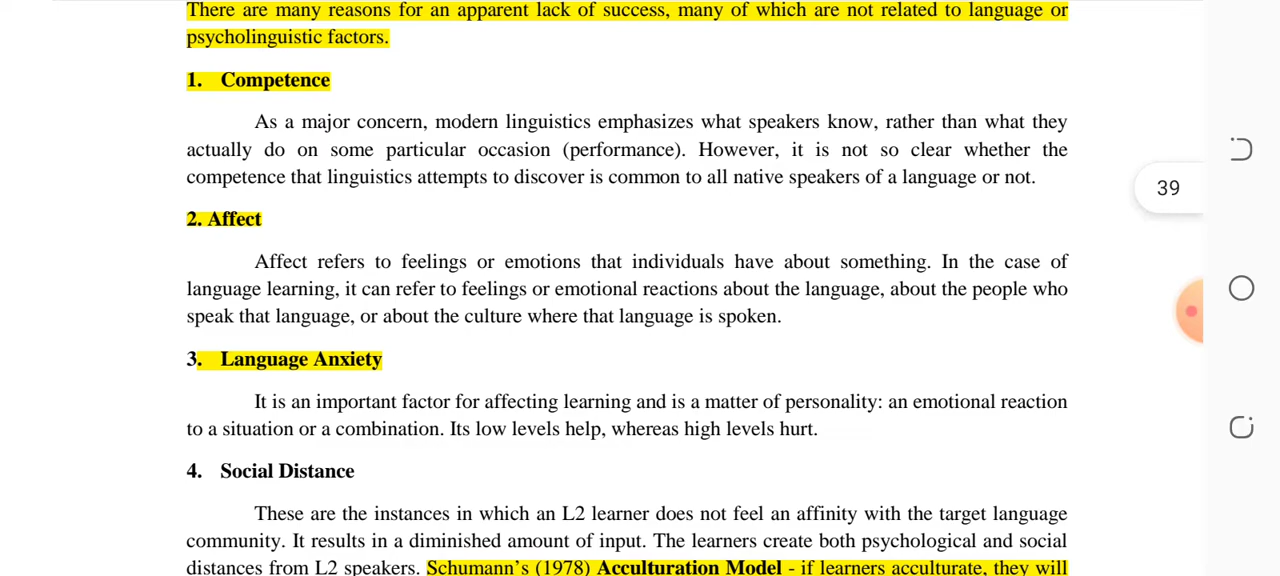 There are many reasons for an apparent lack of success, many of which are not related to language or
psycholinguistic factors.
1. Competence
As a major concern, modern linguistics emphasizes what speakers know, rather than what they
actually do on some particular occasion (performance). However, it is not so clear whether the
competence that linguistics attempts to discover is common to all native speakers of a language or not.
39
2. Affect
Affect refers to feelings or emotions that individuals have about something. In the case of
language learning, it can refer to feelings or emotional reactions about the language, about the people who
speak that language, or about the culture where that language is spoken.
3. Language Anxiety
It is an important factor for affecting learning and is a matter of personality: an emotional reaction
to a situation or a combination. Its low levels help, whereas high levels hurt.
4. Social Distance
These are the instances in which an L2 learner does not feel an affinity with the target language
community. It results in a diminished amount of input. The learners create both psychological and social
distances from L2 speakers. Schumann's (1978) Acculturation Model - if learners acculturate, they will